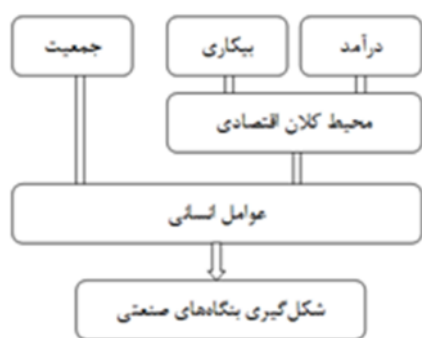 درآمد
بیکاری
جمعیت
محیط کلان اقتصادی
عوامل انسانی
شکل‌گیری بنگاه‌های صنعتی